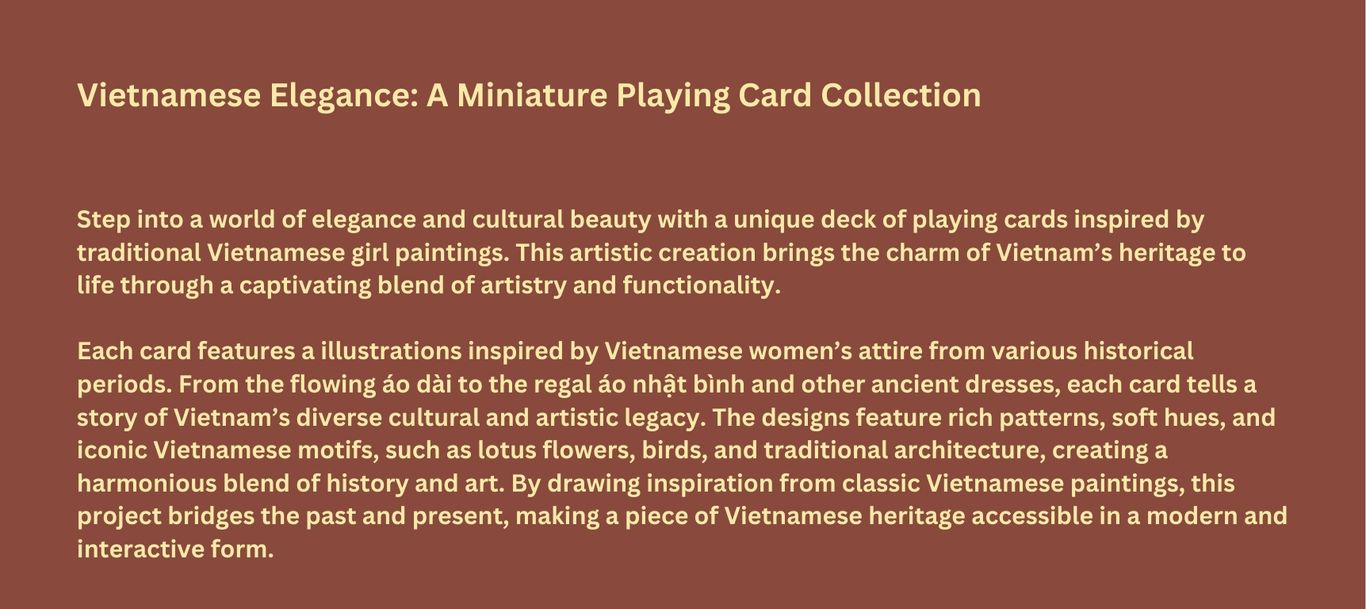 Vietnamese Elegance: A Miniature Playing Card Collection
Step into a world of elegance and cultural beauty with a unique deck of playing cards inspired by
traditional Vietnamese girl paintings. This artistic creation brings the charm of Vietnam’s heritage to
life through a captivating blend of artistry and functionality.
Each card features a illustrations inspired by Vietnamese women’s attire from various historical
periods. From the flowing áo dài to the regal áo nhật bình and other ancient dresses, each card tells a
story of Vietnam’s diverse cultural and artistic legacy. The designs feature rich patterns, soft hues, and
iconic Vietnamese motifs, such as lotus flowers, birds, and traditional architecture, creating a
harmonious blend of history and art. By drawing inspiration from classic Vietnamese paintings, this
project bridges the past and present, making a piece of Vietnamese heritage accessible in a modern and
interactive form.